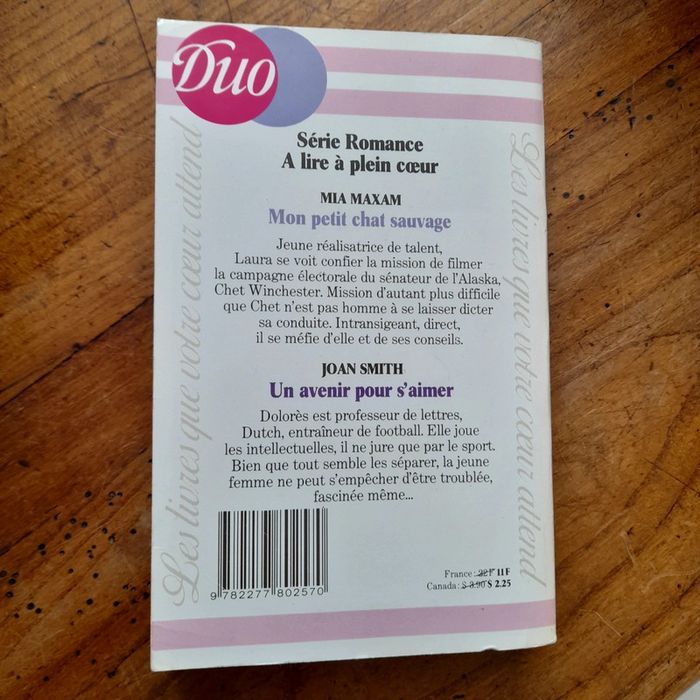 Duo
Série Romance
A lire à plein cœur
MIA MAXAM
Mon petit chat sauvage
Jeune réalisatrice de talent,
Laura se voit confier la mission de filmer
la campagne électorale du sénateur de l'Alaska,
Chet Winchester. Mission d'autant plus difficile
que Chet n'est pas homme à se laisser dicter
sa conduite. Intransigeant, direct,
il se méfie d'elle et de ses conseils.
JOAN SMITH
Un avenir pour s'aimer
Dolorès est professeur de lettres,
Dutch, entraîneur de football. Elle joue
les intellectuelles, il ne jure que par le sport.
Bien que tout semble les séparer, la jeune
femme ne peut s'empêcher d'être troublée,
fascinée même...
Les livres que votre cœur attend
Les livres que votre cœur attend
France : 22 F 11 F
Canada : $ 3.90 $ 2.25
9 782277 802570